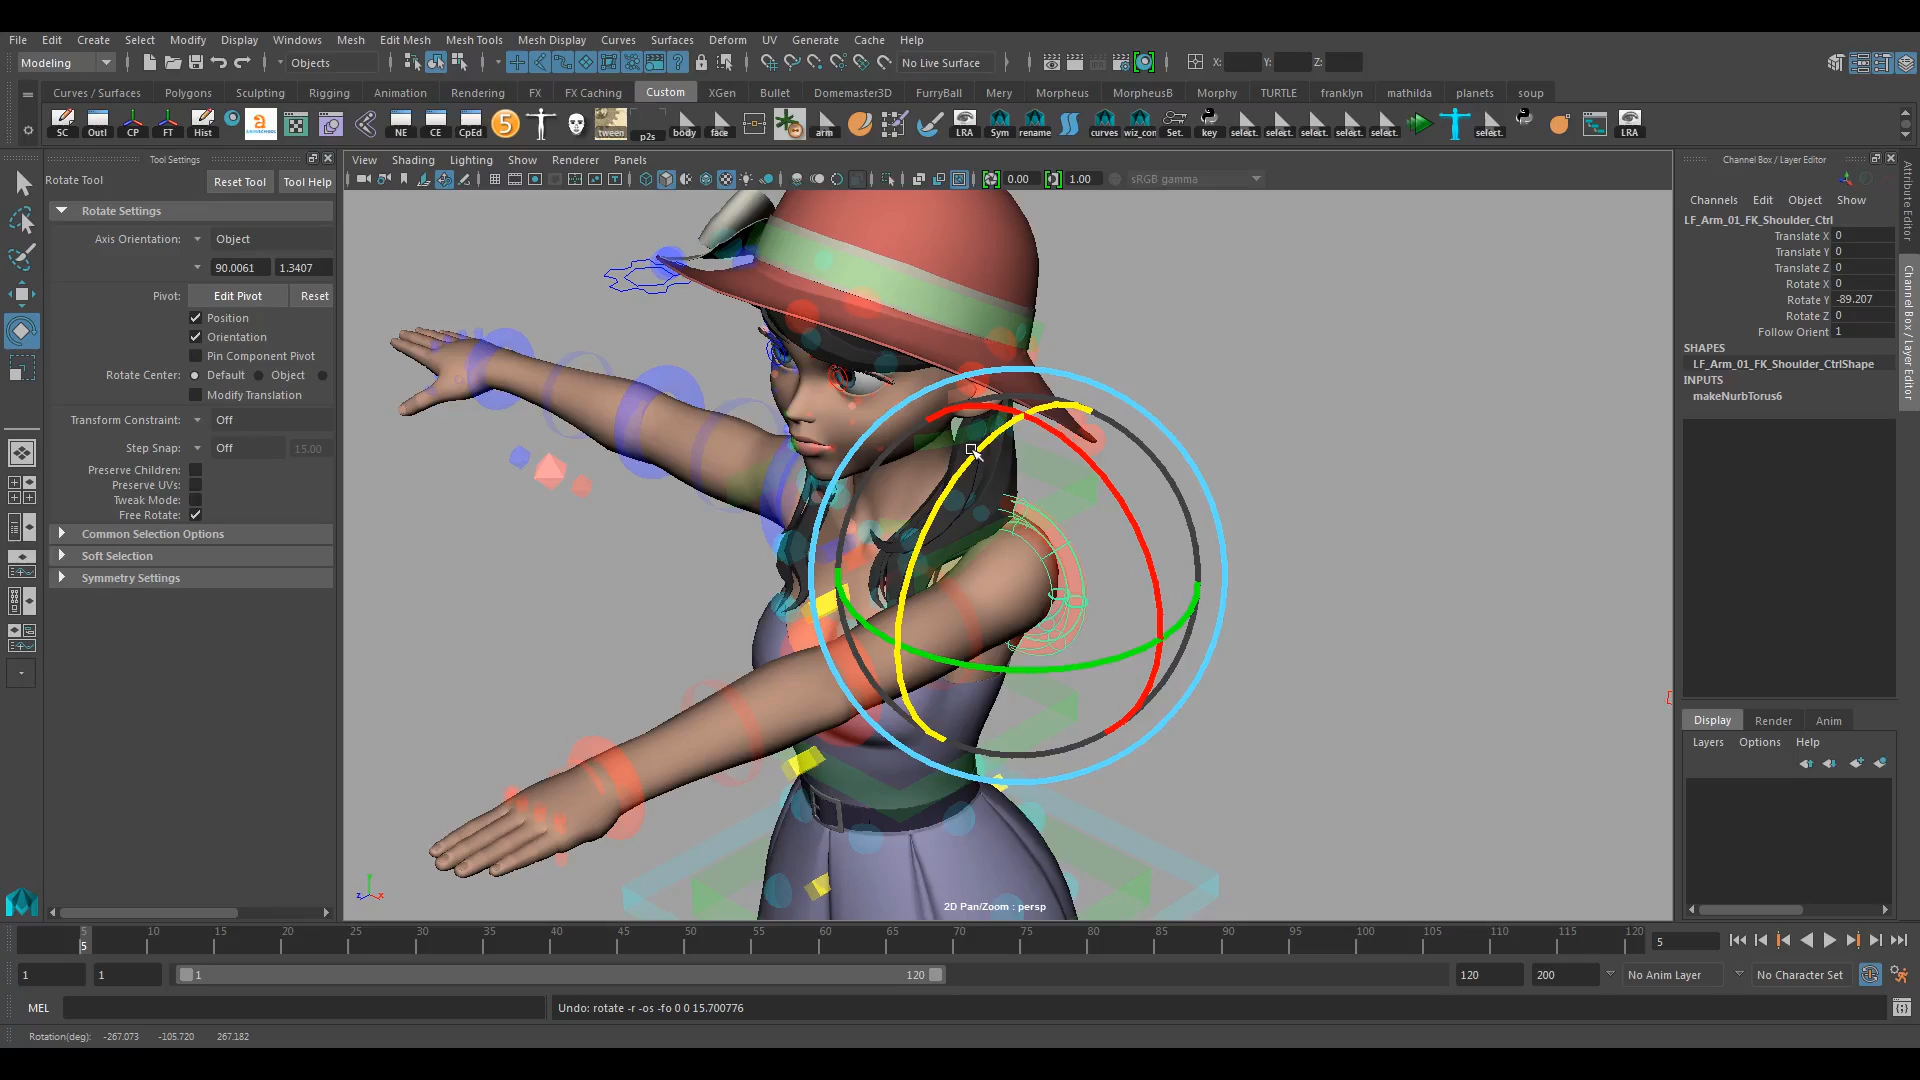 File Edit Create Select Modify Display Windows Mesh Edit Mesh Mesh Tools Mesh Display Curves Surfaces Deform UV Generate Cache Help
Modeling Objects No Live Surface X: Y: Z:
Curves / Surfaces Polygons Sculpting Rigging Animation Rendering FX FX Caching Custom XGen Bullet Domemaster3D FurryBall Mery Morpheus MorpheusB Morphy TURTLE franklyn mathilda planets soup
SC Outl CP FT Hist NE CE CpEd 5 tween p2s body face arm LRA Sym rename curves wiz_con Set. key select. select. select. select. select. select. LRA
Tool Settings
Rotate Tool Reset Tool Tool Help
Rotate Settings
Axis Orientation: Object
90.0061 1.3407
Pivot: Edit Pivot Reset
Position
Orientation
Pin Component Pivot
Rotate Center: Default Object
Modify Translation
Transform Constraint: Off
Step Snap: Off 15.00
Preserve Children:
Preserve UVs:
Tweak Mode:
Free Rotate:
Common Selection Options
Soft Selection
Symmetry Settings
View Shading Lighting Show Renderer Panels
0.00 1.00 sRGB gamma
2D Pan/Zoom : persp
Channel Box / Layer Editor
Channels Edit Object Show
LF_Arm_01_FK_Shoulder_Ctrl
Translate X 0
Translate Y 0
Translate Z 0
Rotate X 0
Rotate Y -89.207
Rotate Z 0
Follow Orient 1
SHAPES
LF_Arm_01_FK_Shoulder_CtrlShape
INPUTS
makeNurbTorus6
Display Render Anim
Layers Options Help
Attribute Editor
Channel Box / Layer Editor
5 10 15 20 25 30 35 40 45 50 55 60 65 70 75 80 85 90 95 100 105 110 115 120
5 5
1 1 1 120 120 200 No Anim Layer No Character Set
MEL Undo: rotate -r -os -fo 0 0 15.700776
Rotation(deg): -267.073 -105.720 267.182